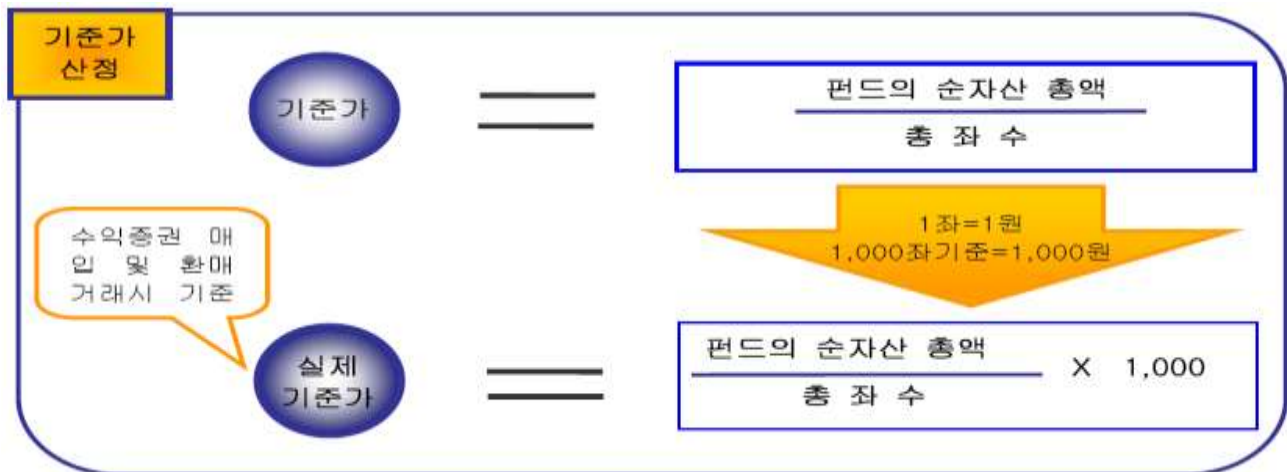 기준가
산정
기준가
펀드의 순자산 총액
총 좌 수
1좌=1원
1,000좌기준=1,000원
수익증권 매
입 및 환매
거래시 기준
실제
기준가
펀드의 순자산 총액
총 좌 수
X 1,000